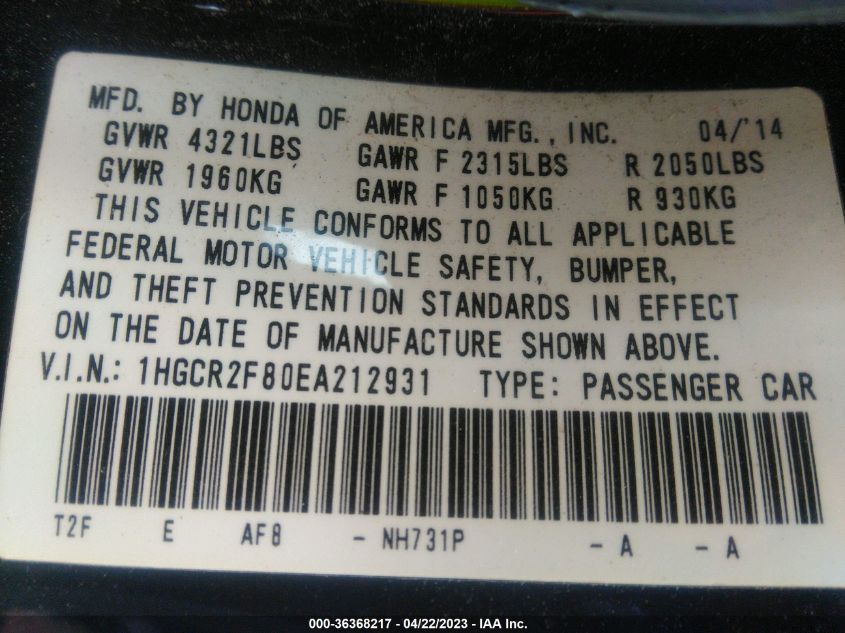 MFD. BY HONDA OF AMERICA MFG., INC. 04/'14
GVWR 4321LBS GAWR F 2315LBS R 2050LBS
GVWR 1960KG GAWR F 1050KG R 930KG
THIS VEHICLE CONFORMS TO ALL APPLICABLE
FEDERAL MOTOR VEHICLE SAFETY, BUMPER,
AND THEFT PREVENTION STANDARDS IN EFFECT
ON THE DATE OF MANUFACTURE SHOWN ABOVE.
V.I.N.: 1HGCR2F80EA212931 TYPE: PASSENGER CAR
T2F E AF8 - NH731P - A - A
000-36368217 - 04/22/2023 - IAA Inc.